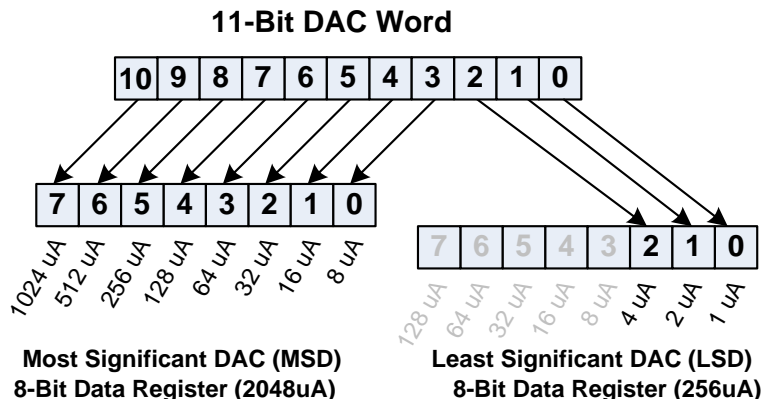 11-Bit DAC Word
10 9 8 7 6 5 4 3 2 1 0
7 6 5 4 3 2 1 0
1024 uA 512 uA 256 uA 128 uA 64 uA 32 uA 16 uA 8 uA
7 6 5 4 3 2 1 0
128 uA 64 uA 32 uA 16 uA 8 uA 4 uA 2 uA 1 uA
Most Significant DAC (MSD)
8-Bit Data Register (2048uA)
Least Significant DAC (LSD)
8-Bit Data Register (256uA)